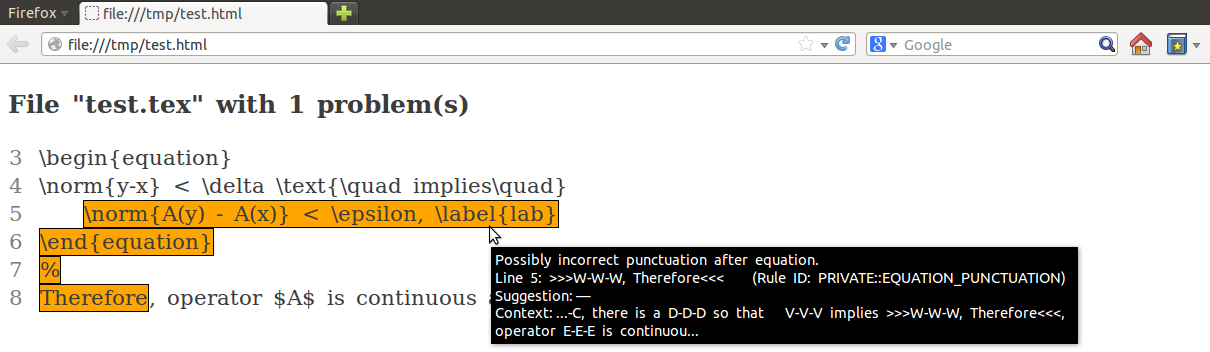 Firefox
file:///tmp/test.html
file:///tmp/test.html
Google
File "test.tex" with 1 problem(s)
3 \begin{equation}
4 \norm{y-x} < \delta \text{\quad implies\quad}
5 \norm{A(y) - A(x)} < \epsilon, \label{lab}
6 \end{equation}
7 %
8 Therefore, operator $A$ is continuous
Possibly incorrect punctuation after equation.
Line 5: >>>W-W-W, Therefore<<< (Rule ID: PRIVATE::EQUATION_PUNCTUATION)
Suggestion: —
Context: ...-C, there is a D-D-D so that V-V-V implies >>>W-W-W, Therefore<<<,
operator E-E-E is continuou...